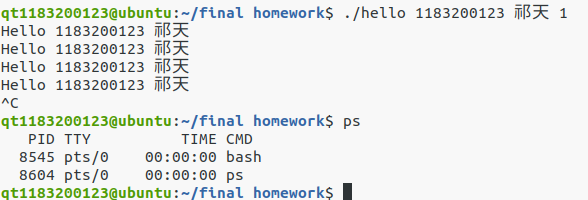 qt1183200123@ubuntu:~/final homework$ ./hello 1183200123 祁天 1
Hello 1183200123 祁天
Hello 1183200123 祁天
Hello 1183200123 祁天
Hello 1183200123 祁天
^C
qt1183200123@ubuntu:~/final homework$ ps
PID TTY TIME CMD
8545 pts/0 00:00:00 bash
8604 pts/0 00:00:00 ps
qt1183200123@ubuntu:~/final homework$